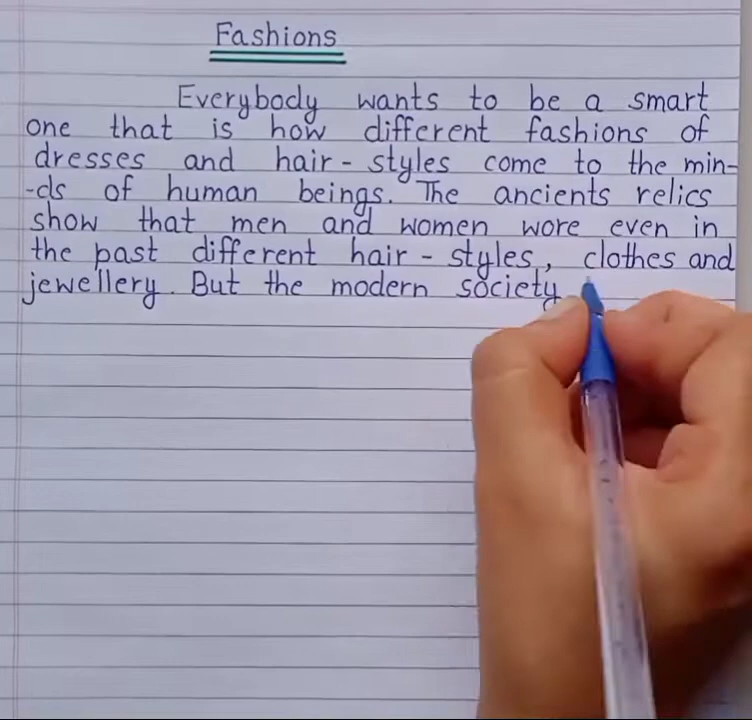 Fashions
Everybody wants to be a smart
one that is how different fashions of
dresses and hair - styles come to the min-
-ds of human beings. The ancients relics
show that men and women wore even in
the past different hair - styles, clothes and
jewellery. But the modern society